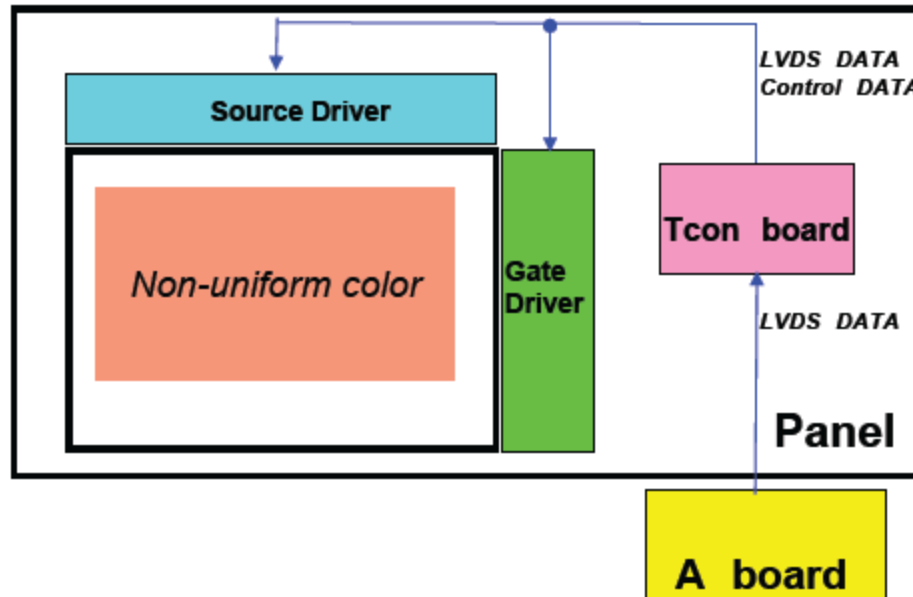 LVDS DATA
Control DATA
Source Driver
Tcon board
Non-uniform color
Gate
Driver
LVDS DATA
Panel
A board